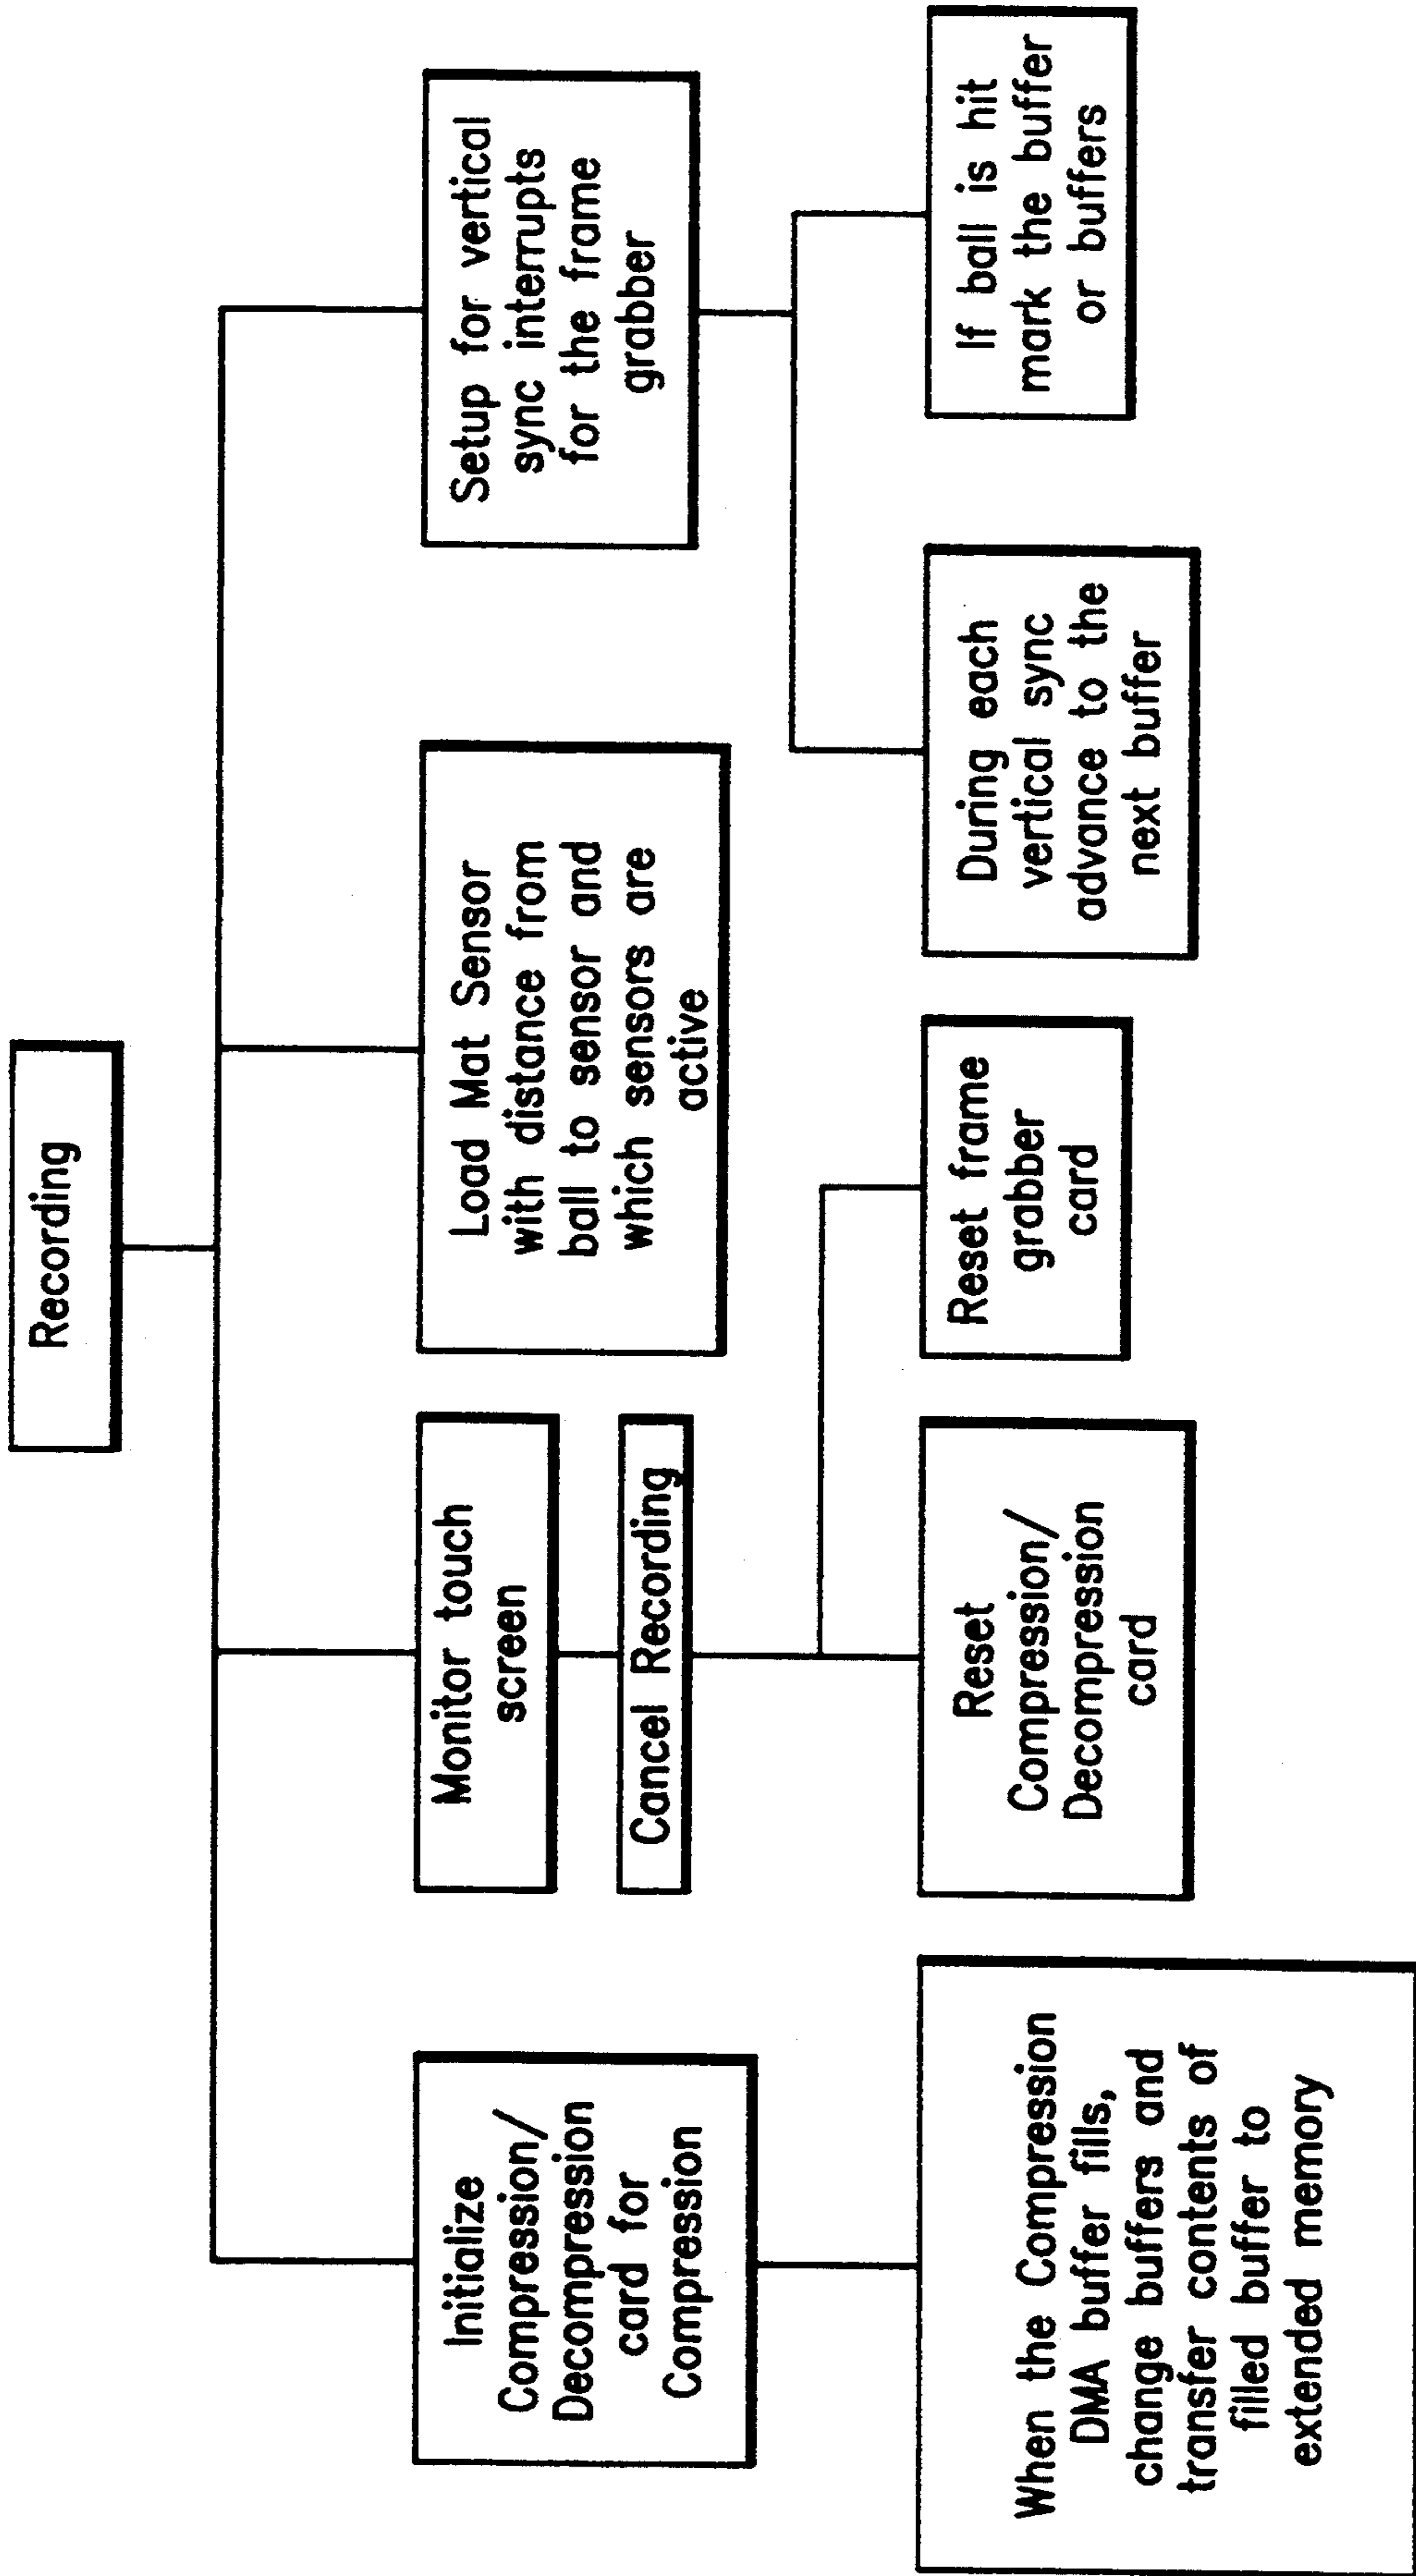 Recording
Initialize
Compression/
Decompression
card for
Compression
Monitor touch
screen
Load Mat Sensor
with distance from
ball to sensor and
which sensors are
active
Setup for vertical
sync interrupts
for the frame
grabber
Cancel Recording
When the Compression
DMA buffer fills,
change buffers and
transfer contents of
filled buffer to
extended memory
Reset
Compression/
Decompression
card
Reset frame
grabber
card
During each
vertical sync
advance to the
next buffer
If ball is hit
mark the buffer
or buffers